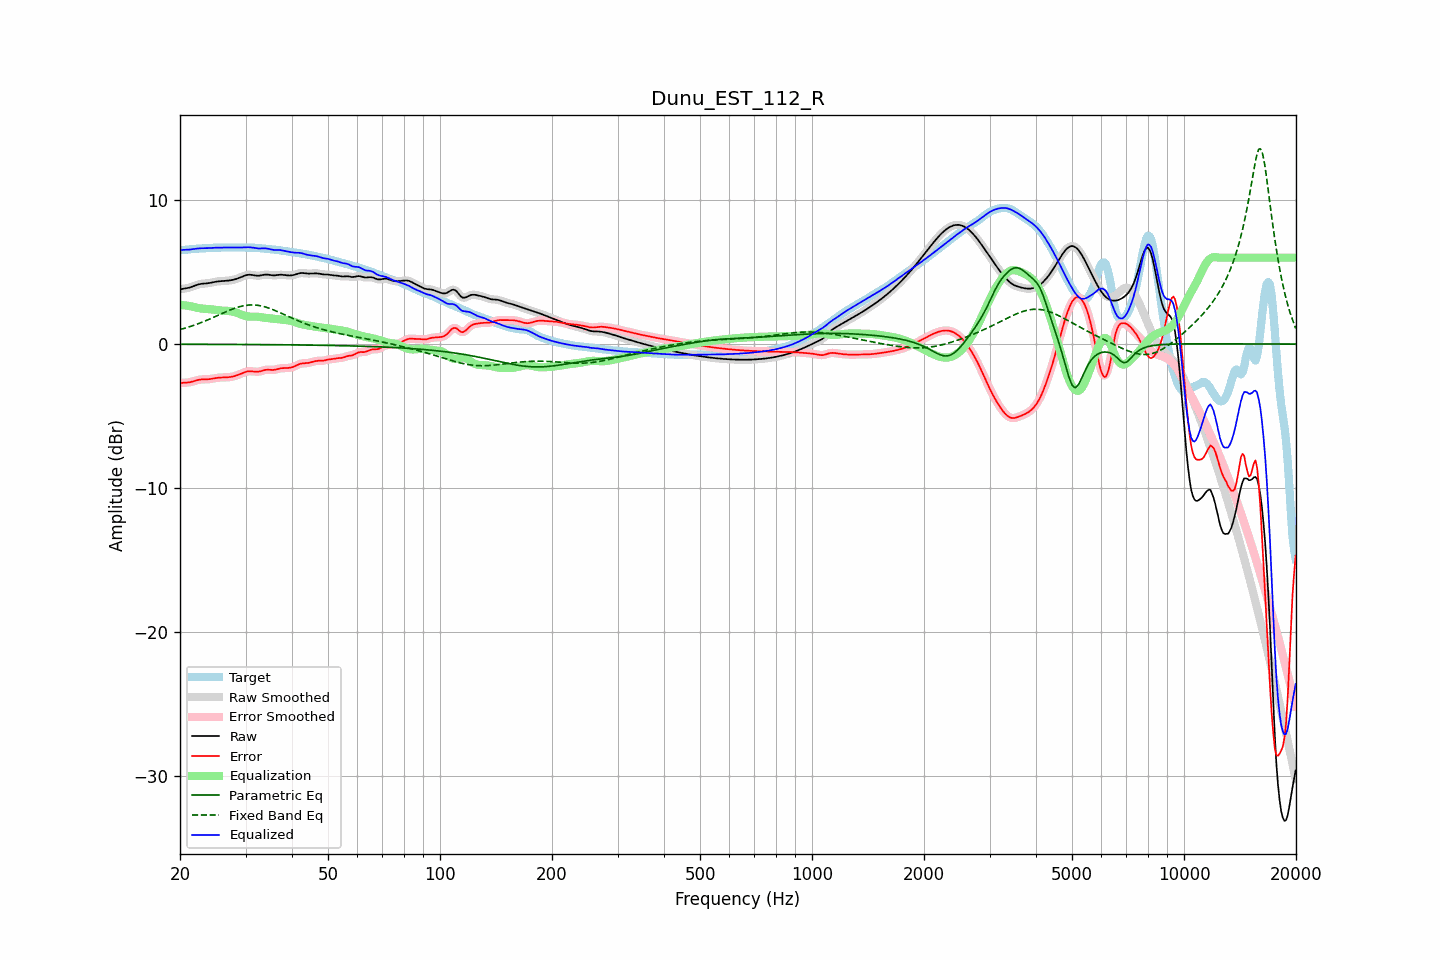 Dunu_EST_112_R
Amplitude (dBr)
10
0
−10
−20
−30
Target
Raw Smoothed
Error Smoothed
Raw
Error
Equalization
Parametric Eq
Fixed Band Eq
Equalized
20 50 100 200 500 1000 2000 5000 10000 20000
Frequency (Hz)